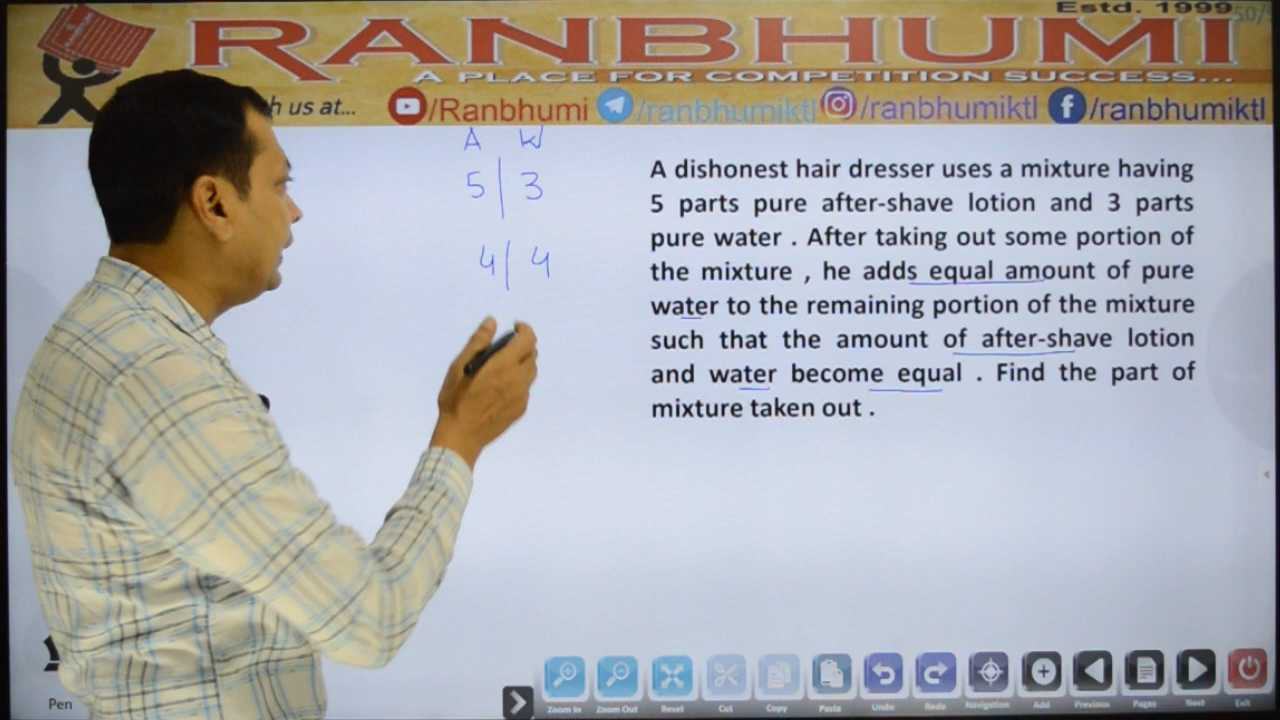 Estd. 1999
RANBHUMI
A PLACE FOR COMPETITION SUCCESS...
us at...
/Ranbhumi
/ranbhumiktl
/ranbhumiktl
/ranbhumiktl
A W
5 3
4 4
A dishonest hair dresser uses a mixture having
5 parts pure after-shave lotion and 3 parts
pure water . After taking out some portion of
the mixture , he adds equal amount of pure
water to the remaining portion of the mixture
such that the amount of after-shave lotion
and water become equal . Find the part of
mixture taken out .
Pen
Zoom In Zoom Out Reset Cut Copy Paste Undo Redo Navigation Add Previous Pages Next Exit